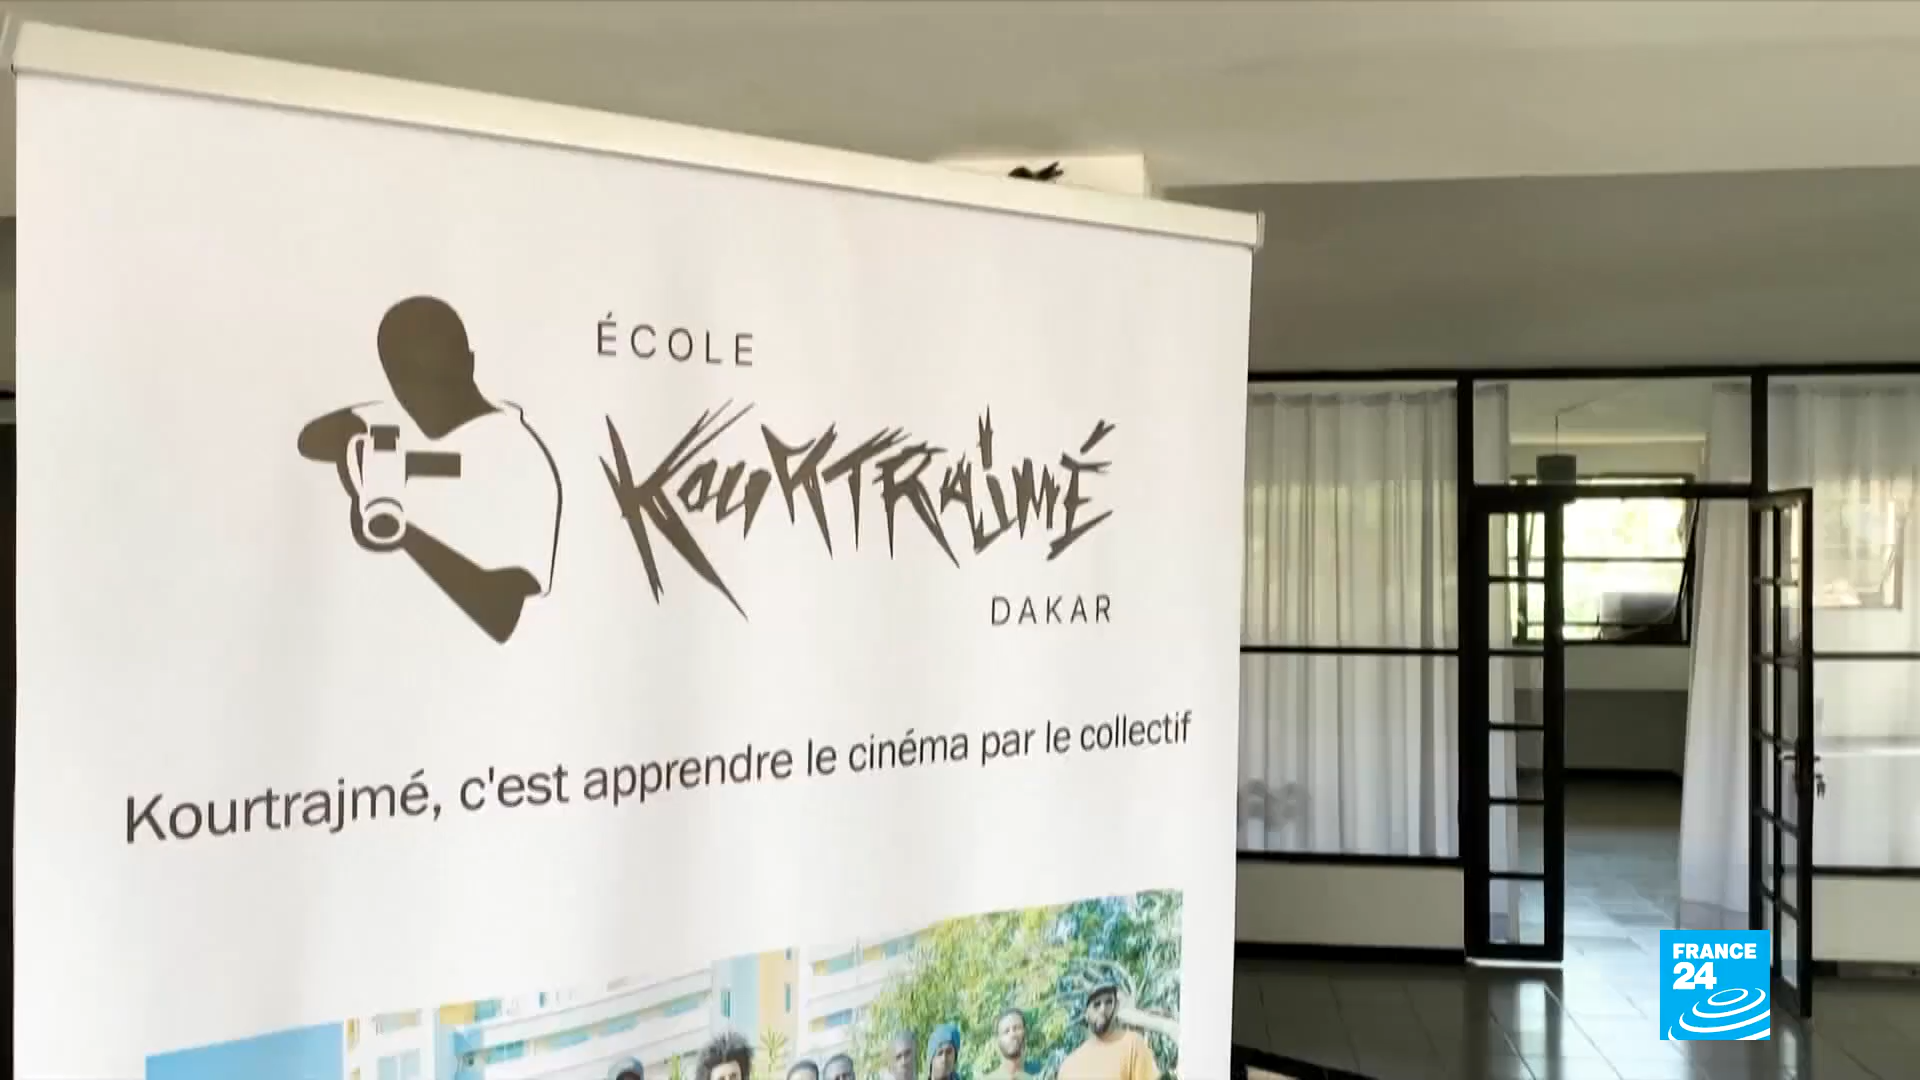 ÉCOLE
KOURTRAJMÉ
DAKAR
Kourtrajmé, c'est apprendre le cinéma par le collectif
FRANCE
24